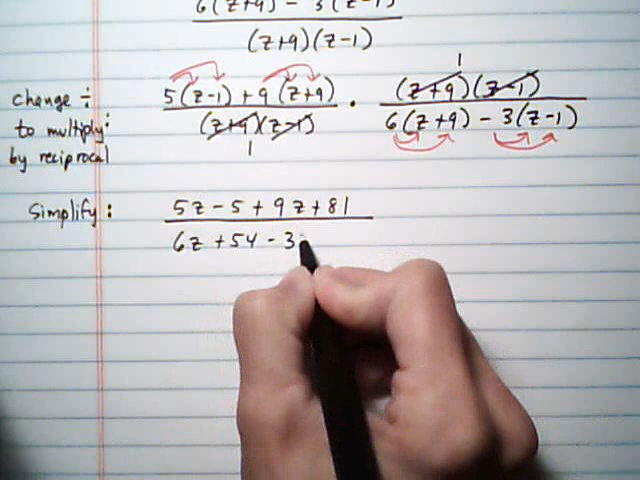 6(z+9) - 3(z-1)
(z+9)(z-1)
1
change ÷ 5(z-1) + 9(z+9) · (z+9)(z-1)
to multiply: (z+9)(z-1) 6(z+9) - 3(z-1)
by reciprocal 1
Simplify: 5z - 5 + 9z + 81
6z + 54 - 3